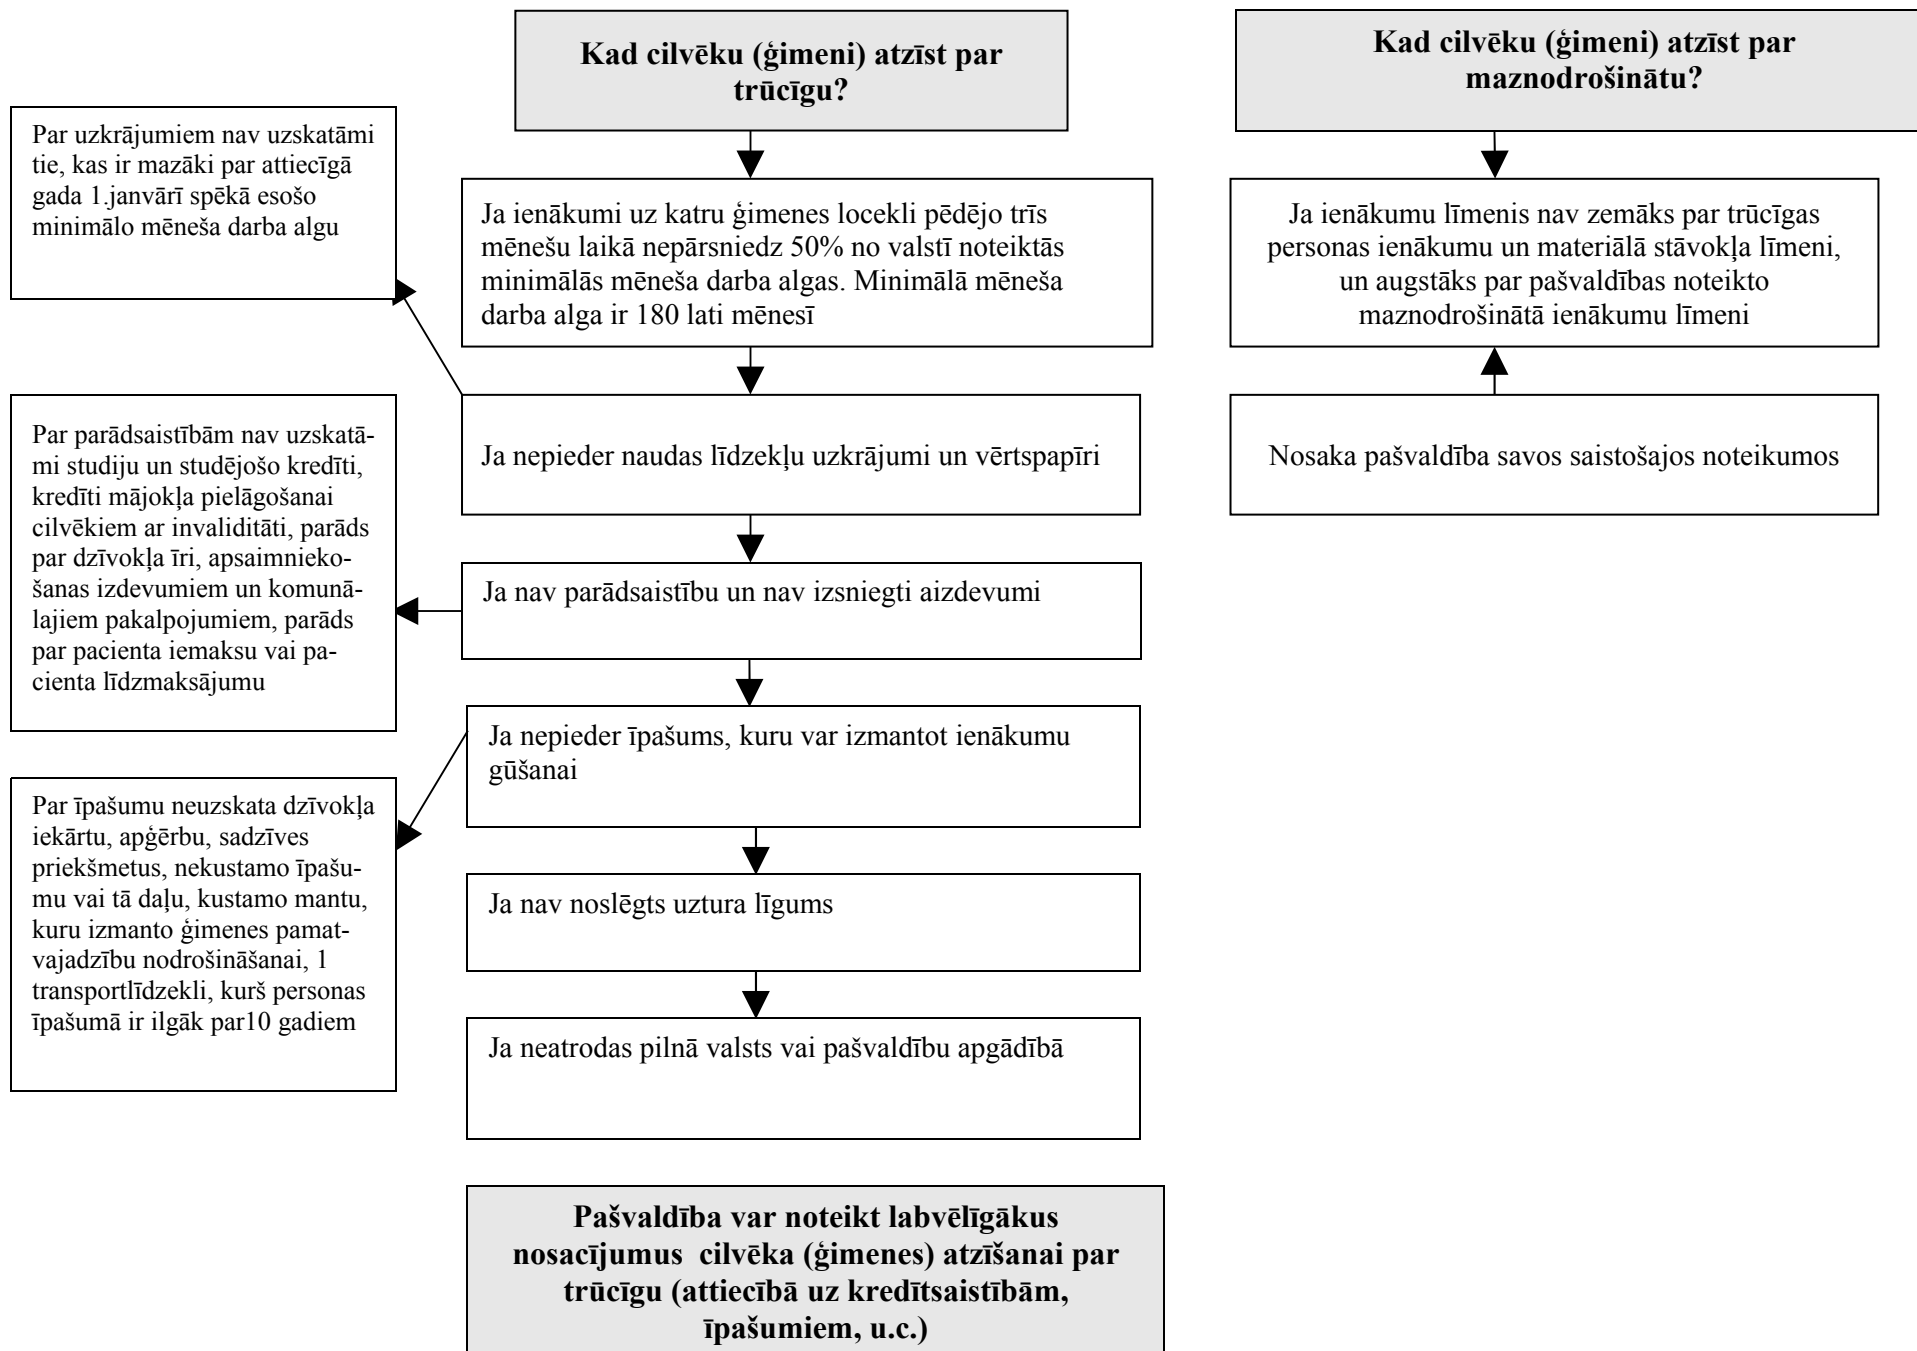 Kad cilvēku (ģimeni) atzīst par
trūcīgu?
Kad cilvēku (ģimeni) atzīst par
maznodrošinātu?
Par uzkrājumiem nav uzskatāmi
tie, kas ir mazāki par attiecīgā
gada 1.janvārī spēkā esošo
minimālo mēneša darba algu
Ja ienākumi uz katru ģimenes locekli pēdējo trīs
mēnešu laikā nepārsniedz 50% no valstī noteiktās
minimālās mēneša darba algas. Minimālā mēneša
darba alga ir 180 lati mēnesī
Ja ienākumu līmenis nav zemāks par trūcīgas
personas ienākumu un materiālā stāvokļa līmeni,
un augstāks par pašvaldības noteikto
maznodrošinātā ienākumu līmeni
Par parādsaistībām nav uzskatā-
mi studiju un studējošo kredīti,
kredīti mājokļa pielāgošanai
cilvēkiem ar invaliditāti, parāds
par dzīvokļa īri, apsaimnieko-
šanas izdevumiem un komunā-
lajiem pakalpojumiem, parāds
par pacienta iemaksu vai pa-
cienta līdzmaksājumu
Ja nepieder naudas līdzekļu uzkrājumi un vērtspapīri
Nosaka pašvaldība savos saistošajos noteikumos
Ja nav parādsaistību un nav izsniegti aizdevumi
Ja nepieder īpašums, kuru var izmantot ienākumu
gūšanai
Par īpašumu neuzskata dzīvokļa
iekārtu, apģērbu, sadzīves
priekšmetus, nekustamo īpašu-
mu vai tā daļu, kustamo mantu,
kuru izmanto ģimenes pamat-
vajadzību nodrošināšanai, 1
transportlīdzekli, kurš personas
īpašumā ir ilgāk par10 gadiem
Ja nav noslēgts uztura līgums
Ja neatrodas pilnā valsts vai pašvaldību apgādībā
Pašvaldība var noteikt labvēlīgākus
nosacījumus cilvēka (ģimenes) atzīšanai par
trūcīgu (attiecībā uz kredītsaistībām,
īpašumiem, u.c.)